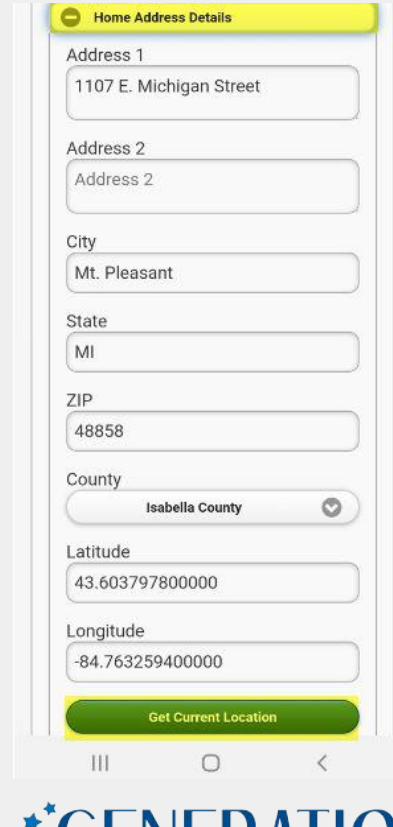 Home Address Details
Address 1
1107 E. Michigan Street
Address 2
Address 2
City
Mt. Pleasant
State
MI
ZIP
48858
County
Isabella County
Latitude
43.603797800000
Longitude
-84.763259400000
Get Current Location